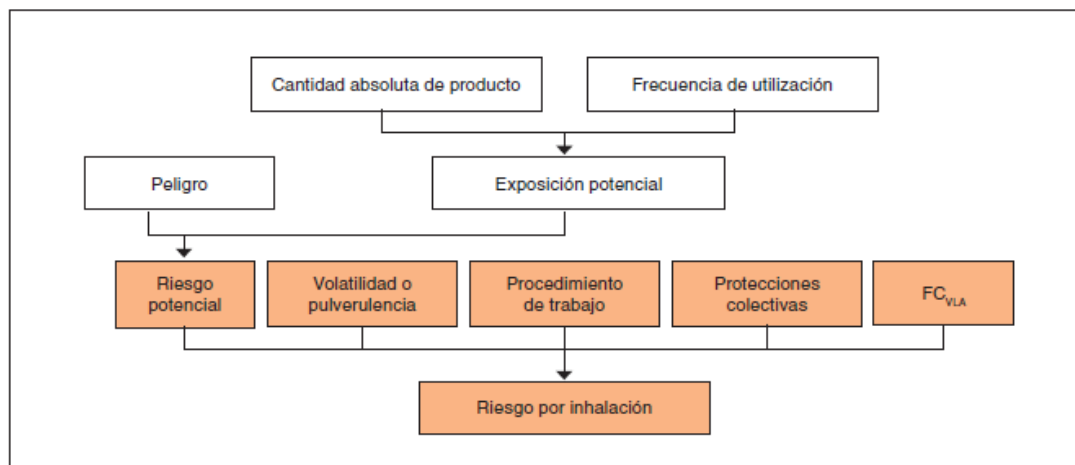 Cantidad absoluta de producto
Frecuencia de utilización
Peligro
Exposición potencial
Riesgo
potencial
Volatilidad o
pulverulencia
Procedimiento
de trabajo
Protecciones
colectivas
FCVLA
Riesgo por inhalación